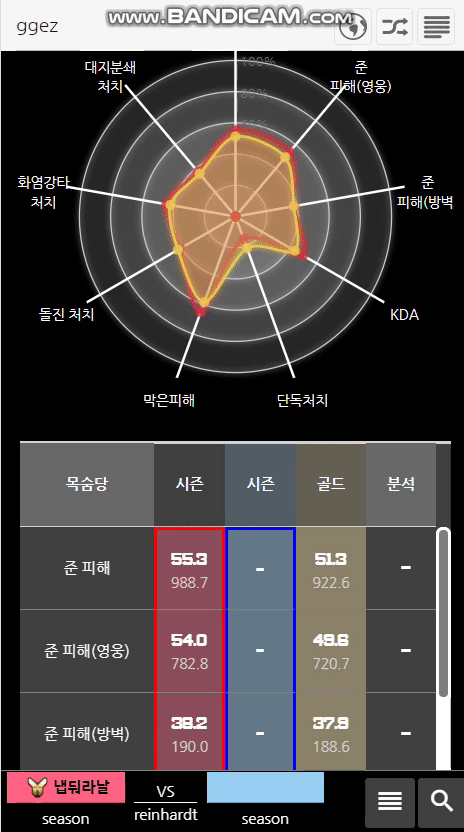 www.BANDICAM.com
ggez
100%
80%
대지분쇄
처치
준
피해(영웅)
화염강타
처치
준
피해(방벽
돌진 처치
KDA
막은피해
단독처치
목숨당 시즌 시즌 골드 분석
준 피해 55.3 - 51.3 -
988.7 922.6
준 피해(영웅) 54.0 - 49.6 -
782.8 720.7
준 피해(방벽) 38.2 - 37.9 -
190.0 188.6
냅둬라날 VS
season reinhardt season